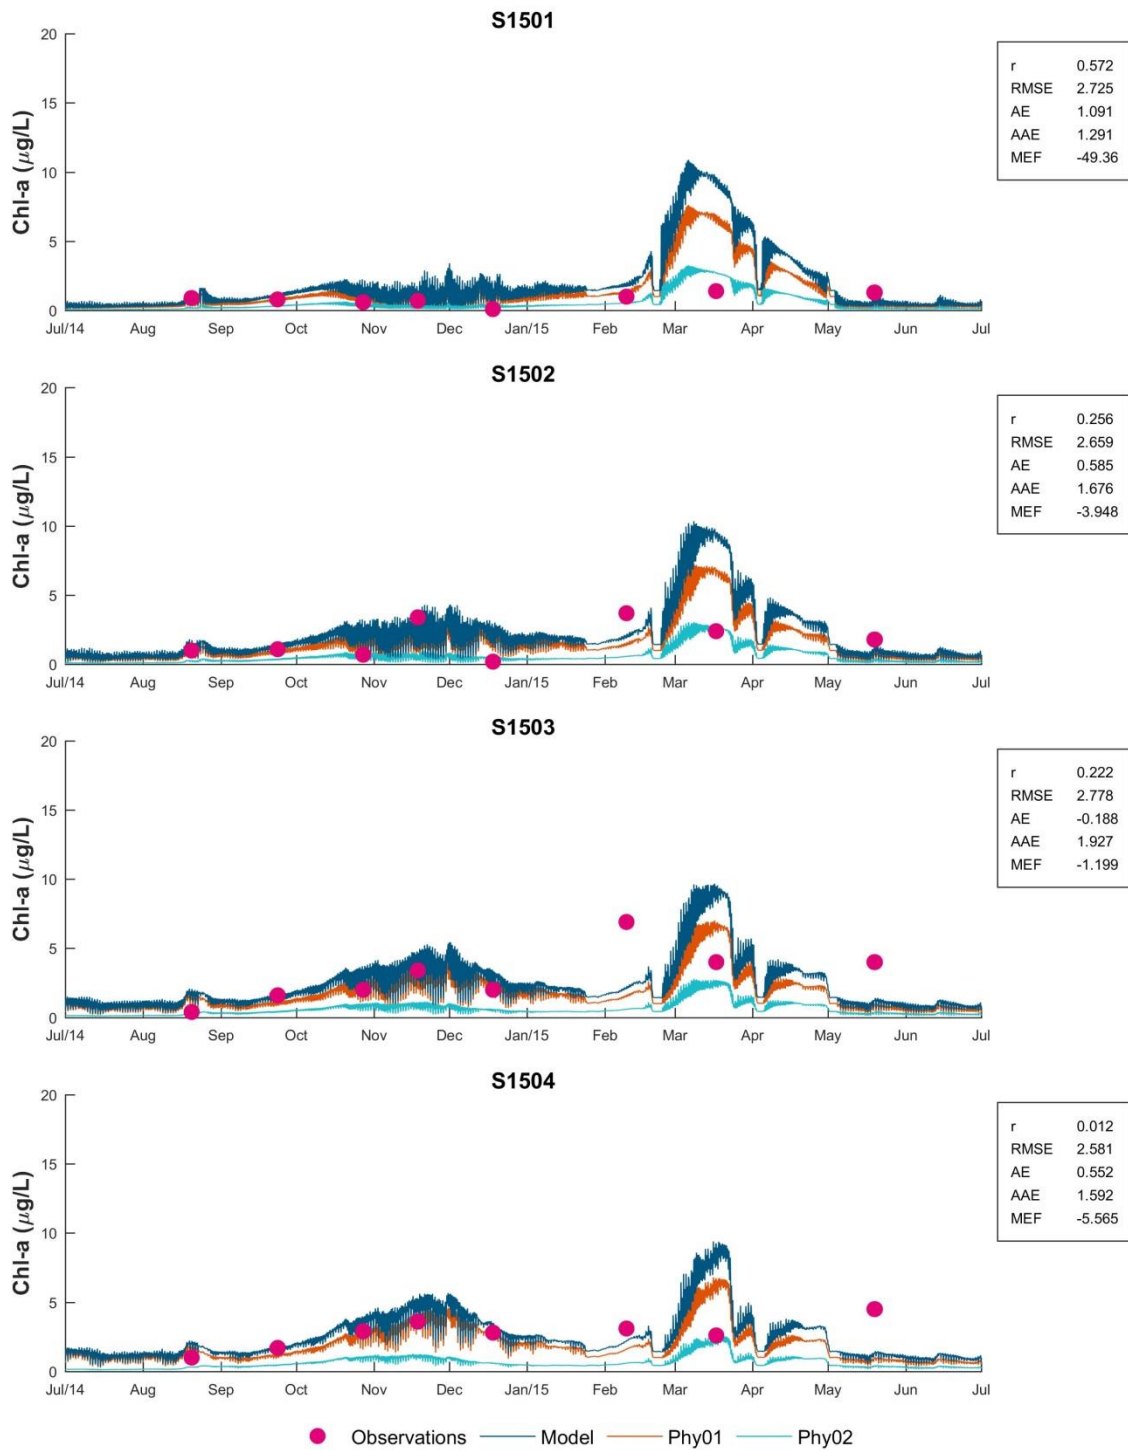 S1501
20
15
10
5
0
Chl-a (μg/L)
Jul/14 Aug Sep Oct Nov Dec Jan/15 Feb Mar Apr May Jun Jul
r 0.572
RMSE 2.725
AE 1.091
AAE 1.291
MEF -49.36
S1502
20
15
10
5
0
Chl-a (μg/L)
Jul/14 Aug Sep Oct Nov Dec Jan/15 Feb Mar Apr May Jun Jul
r 0.256
RMSE 2.659
AE 0.585
AAE 1.676
MEF -3.948
S1503
20
15
10
5
0
Chl-a (μg/L)
Jul/14 Aug Sep Oct Nov Dec Jan/15 Feb Mar Apr May Jun Jul
r 0.222
RMSE 2.778
AE -0.188
AAE 1.927
MEF -1.199
S1504
20
15
10
5
0
Chl-a (μg/L)
Jul/14 Aug Sep Oct Nov Dec Jan/15 Feb Mar Apr May Jun Jul
r 0.012
RMSE 2.581
AE 0.552
AAE 1.592
MEF -5.565
Observations Model Phy01 Phy02